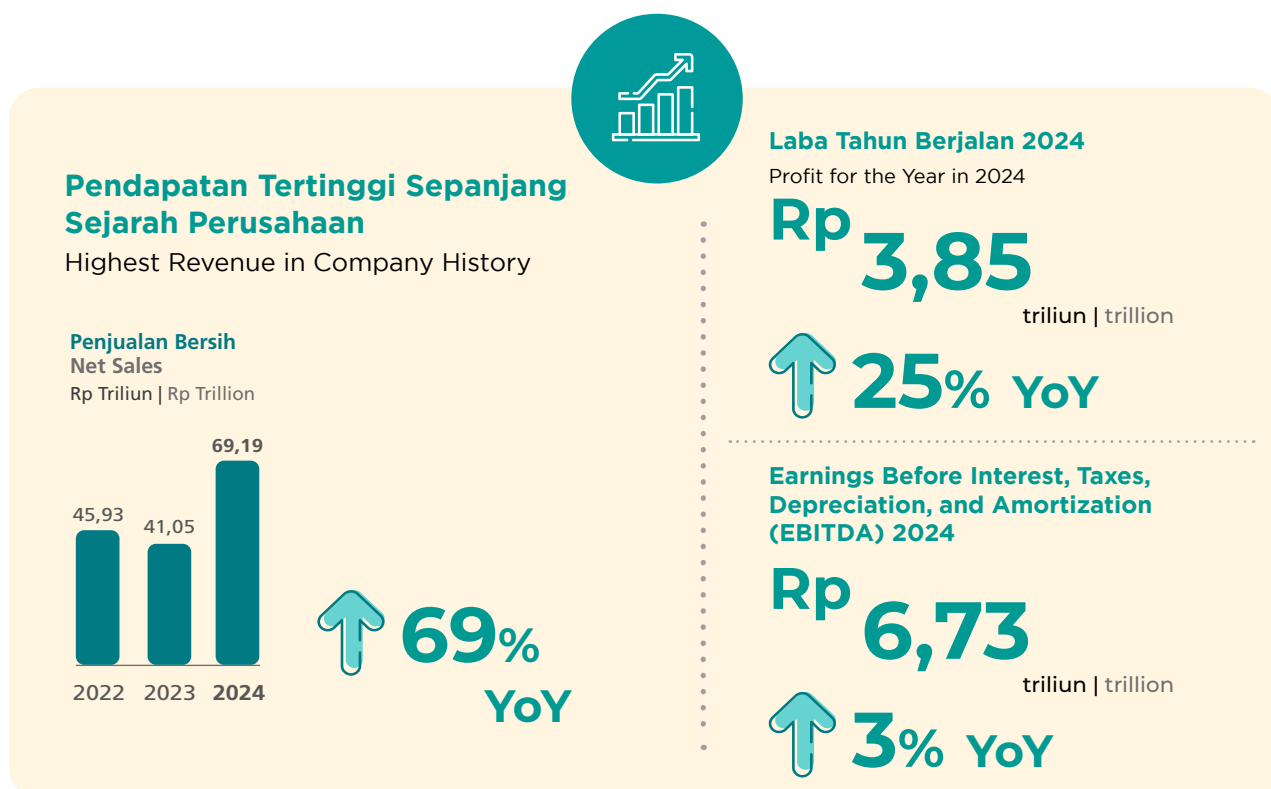 Pendapatan Tertinggi Sepanjang
Sejarah Perusahaan
Highest Revenue in Company History
Penjualan Bersih
Net Sales
Rp Triliun | Rp Trillion
69,19
45,93
41,05
2022 2023 2024
69%
YoY
Laba Tahun Berjalan 2024
Profit for the Year in 2024
Rp
3,85
triliun | trillion
25% YoY
Earnings Before Interest, Taxes,
Depreciation, and Amortization
(EBITDA) 2024
Rp
6,73
triliun | trillion
3% YoY